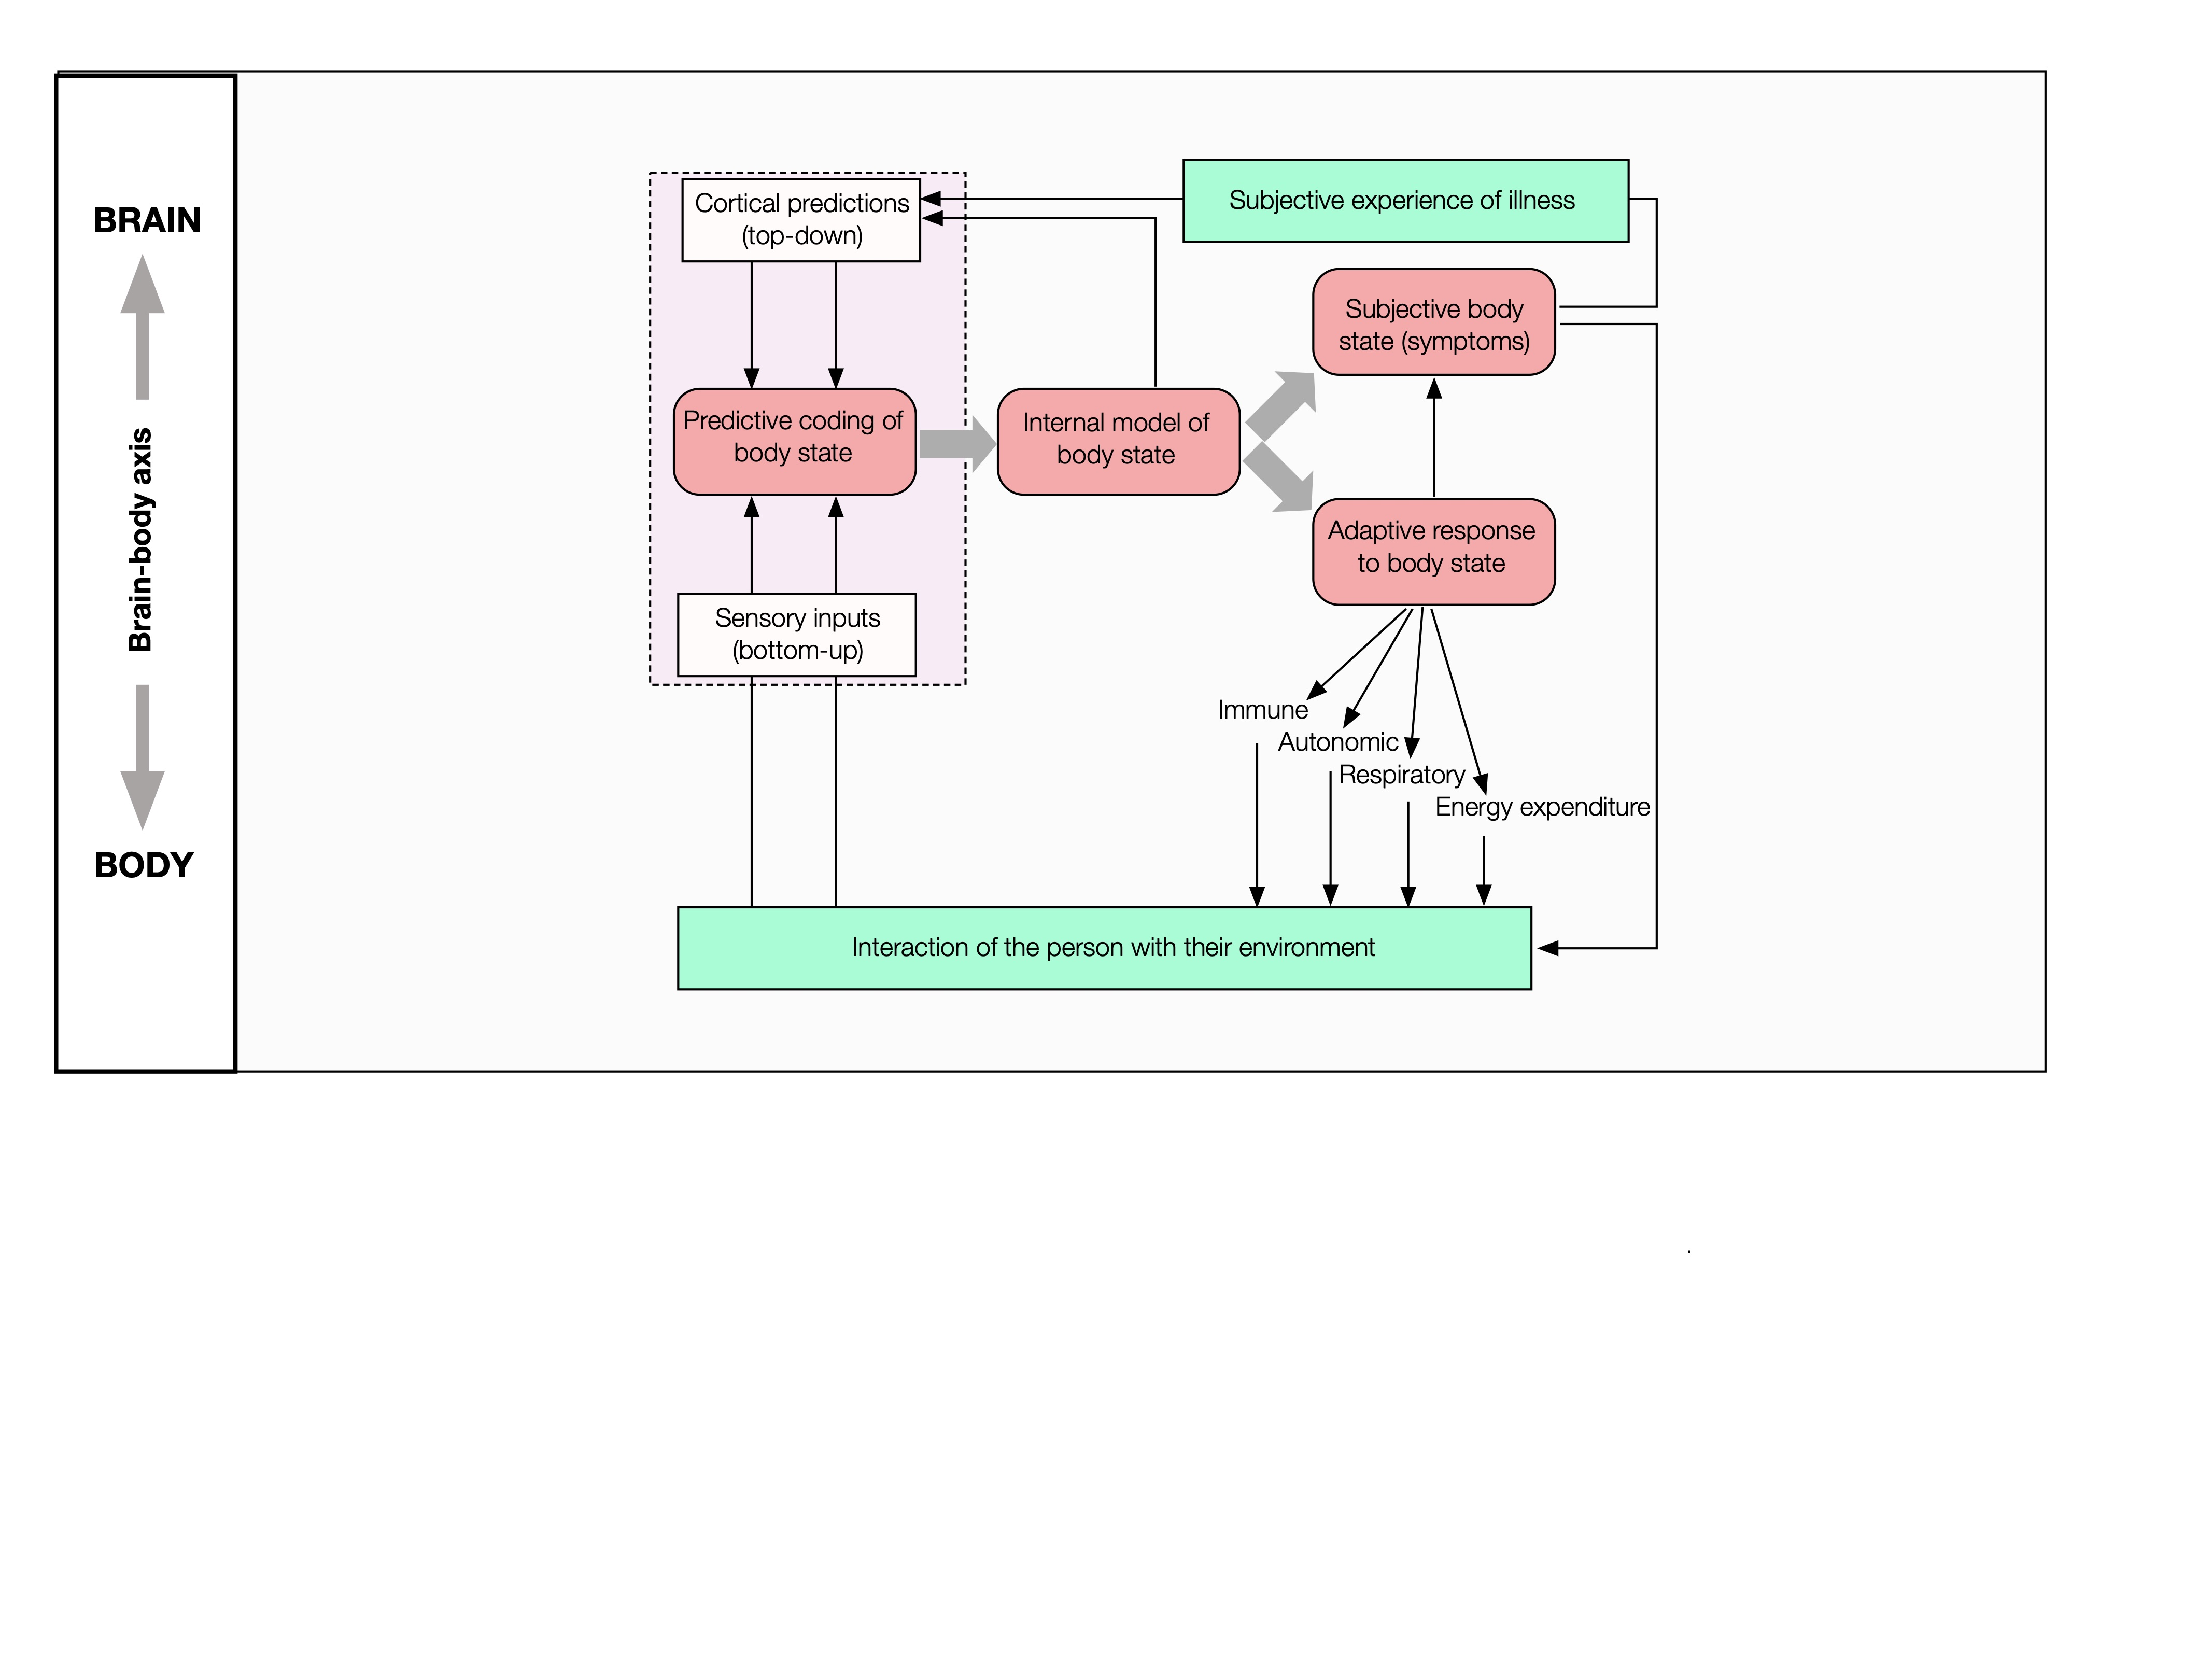 BRAIN
Brain-body axis
BODY
Cortical predictions
(top-down)
Subjective experience of illness
Subjective body
state (symptoms)
Predictive coding of
body state
Internal model of
body state
Adaptive response
to body state
Sensory inputs
(bottom-up)
Immune
Autonomic
Respiratory
Energy expenditure
Interaction of the person with their environment